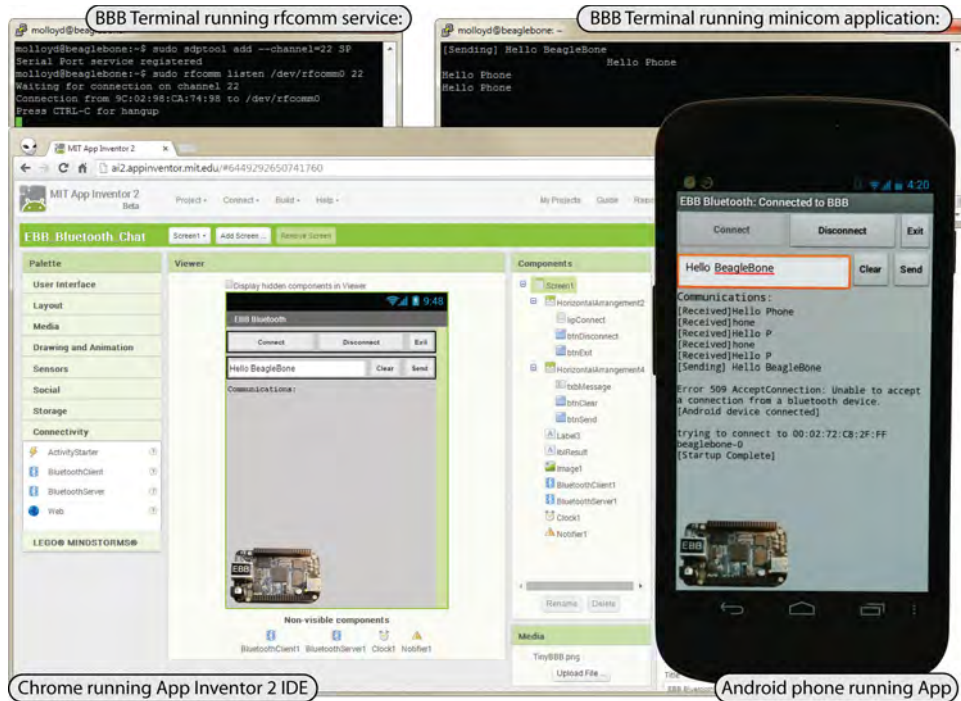 BBB Terminal running rfcomm service:
BBB Terminal running minicom application:
molloyd@beagle
molloyd@beaglebone: ~
molloyd@beaglebone:~$ sudo sdptool add --channel=22 SP
Serial Port service registered
molloyd@beaglebone:~$ sudo rfcomm listen /dev/rfcomm0 22
Waiting for connection on channel 22
Connection from 9C:02:98:CA:74:98 to /dev/rfcomm0
Press CTRL-C for hangup
[Sending] Hello BeagleBone
Hello Phone
Hello Phone
Hello Phone
MIT App Inventor 2
ai2.appinventor.mit.edu/#6449292650741760
MIT App Inventor 2
Beta
Project
Connect
Build
Help
My Projects
Guide
EBB Bluetooth Chat
Screen1
Add Screen ...
Remove Screen
Palette
User Interface
Layout
Media
Drawing and Animation
Sensors
Social
Storage
Connectivity
ActivityStarter
BluetoothClient
BluetoothServer
Web
LEGO® MINDSTORMS®
Viewer
Display hidden components in Viewer
9:48
EBB Bluetooth
Connect
Disconnect
Exit
Hello BeagleBone
Clear
Send
Communications:
EBB
Non-visible components
BluetoothClient1
BluetoothServer1
Clock1
Notifier1
Components
Screen1
HorizontalArrangement2
lipConnect
btnDisconnect
btnExit
HorizontalArrangement4
txbMessage
btnClear
btnSend
Label3
lblResult
Image1
BluetoothClient1
BluetoothServer1
Clock1
Notifier1
Rename
Delete
Media
TinyBBB.png
Upload File ...
Title
4:20
EBB Bluetooth: Connected to BBB
Connect
Disconnect
Exit
Hello BeagleBone
Clear
Send
Communications:
[Received]Hello Phone
[Received]hone
[Received]Hello P
[Received]hone
[Received]Hello P
[Sending] Hello BeagleBone
Error 509 AcceptConnection: Unable to accept
a connection from a bluetooth device.
[Android device connected]
trying to connect to 00:02:72:C8:2F:FF
beaglebone-0
[Startup Complete]
EBB
Chrome running App Inventor 2 IDE
Android phone running App